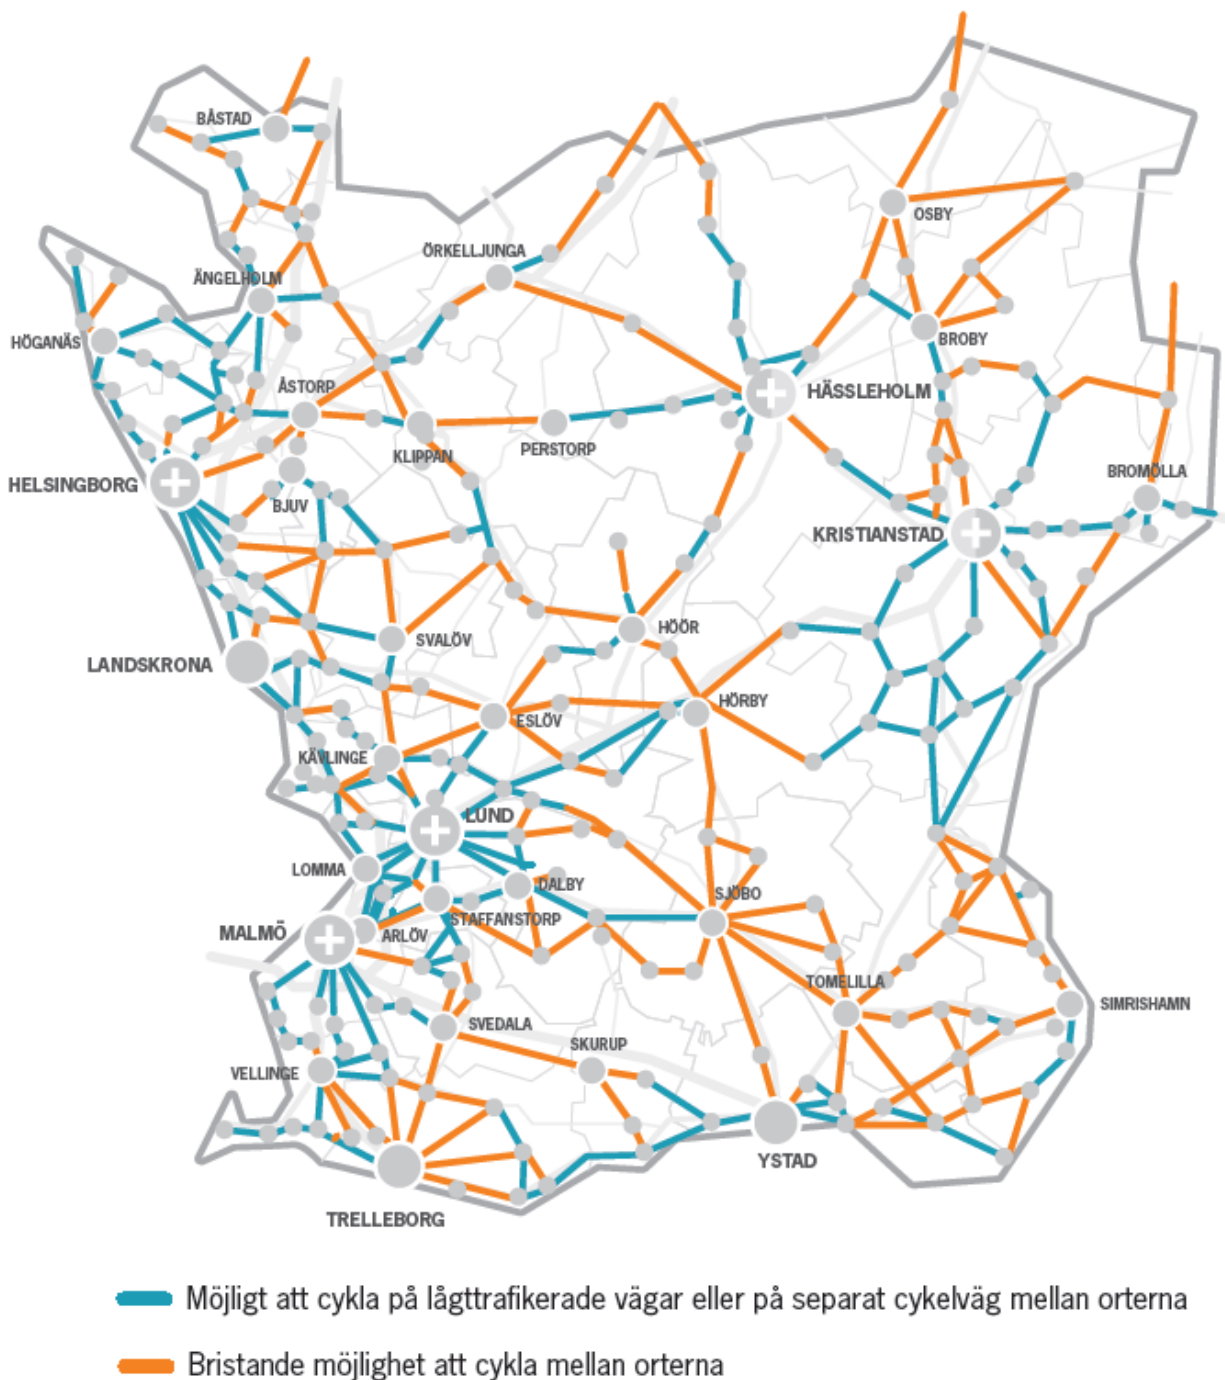 BÅSTAD
OSBY
ÖRKELLJUNGA
ÄNGELHOLM
HÖGANÄS
BROBY
ÅSTORP
HÄSSLEHOLM
KLIPPAN
PERSTORP
BROMÖLLA
HELSINGBORG
BJUV
KRISTIANSTAD
SVALÖV
HÖÖR
LANDSKRONA
HÖRBY
ESLÖV
KÄVLINGE
LUND
LOMMA
DALBY
SJÖBO
STAFFANSTORP
MALMÖ
ARLÖV
TOMELILLA
SIMRISHAMN
SVEDALA
SKURUP
VELLINGE
YSTAD
TRELLEBORG
Möjligt att cykla på lågttrafikerade vägar eller på separat cykelväg mellan orterna
Bristande möjlighet att cykla mellan orterna